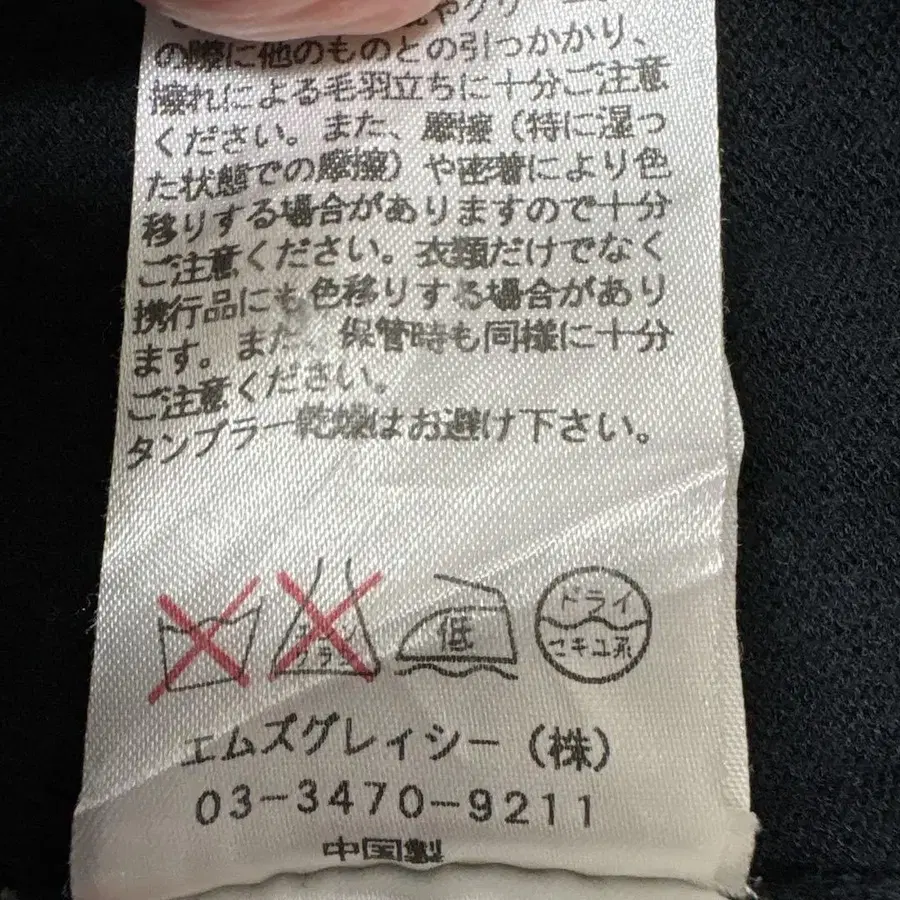 の際に他のものとの引っかかり、
擦れによる毛羽立ちに十分ご注意
ください。また、摩擦（特に湿っ
た状態での摩擦）や密着により色
移りする場合がありますので十分
ご注意ください。衣類だけでなく
携行品にも色移りする場合があり
ます。また、保管時も同様に十分
ご注意ください。
タンブラー乾燥はお避け下さい。
低
ドライ
セキユ系
エムズグレィシー（株）
03-3470-9211
中国製